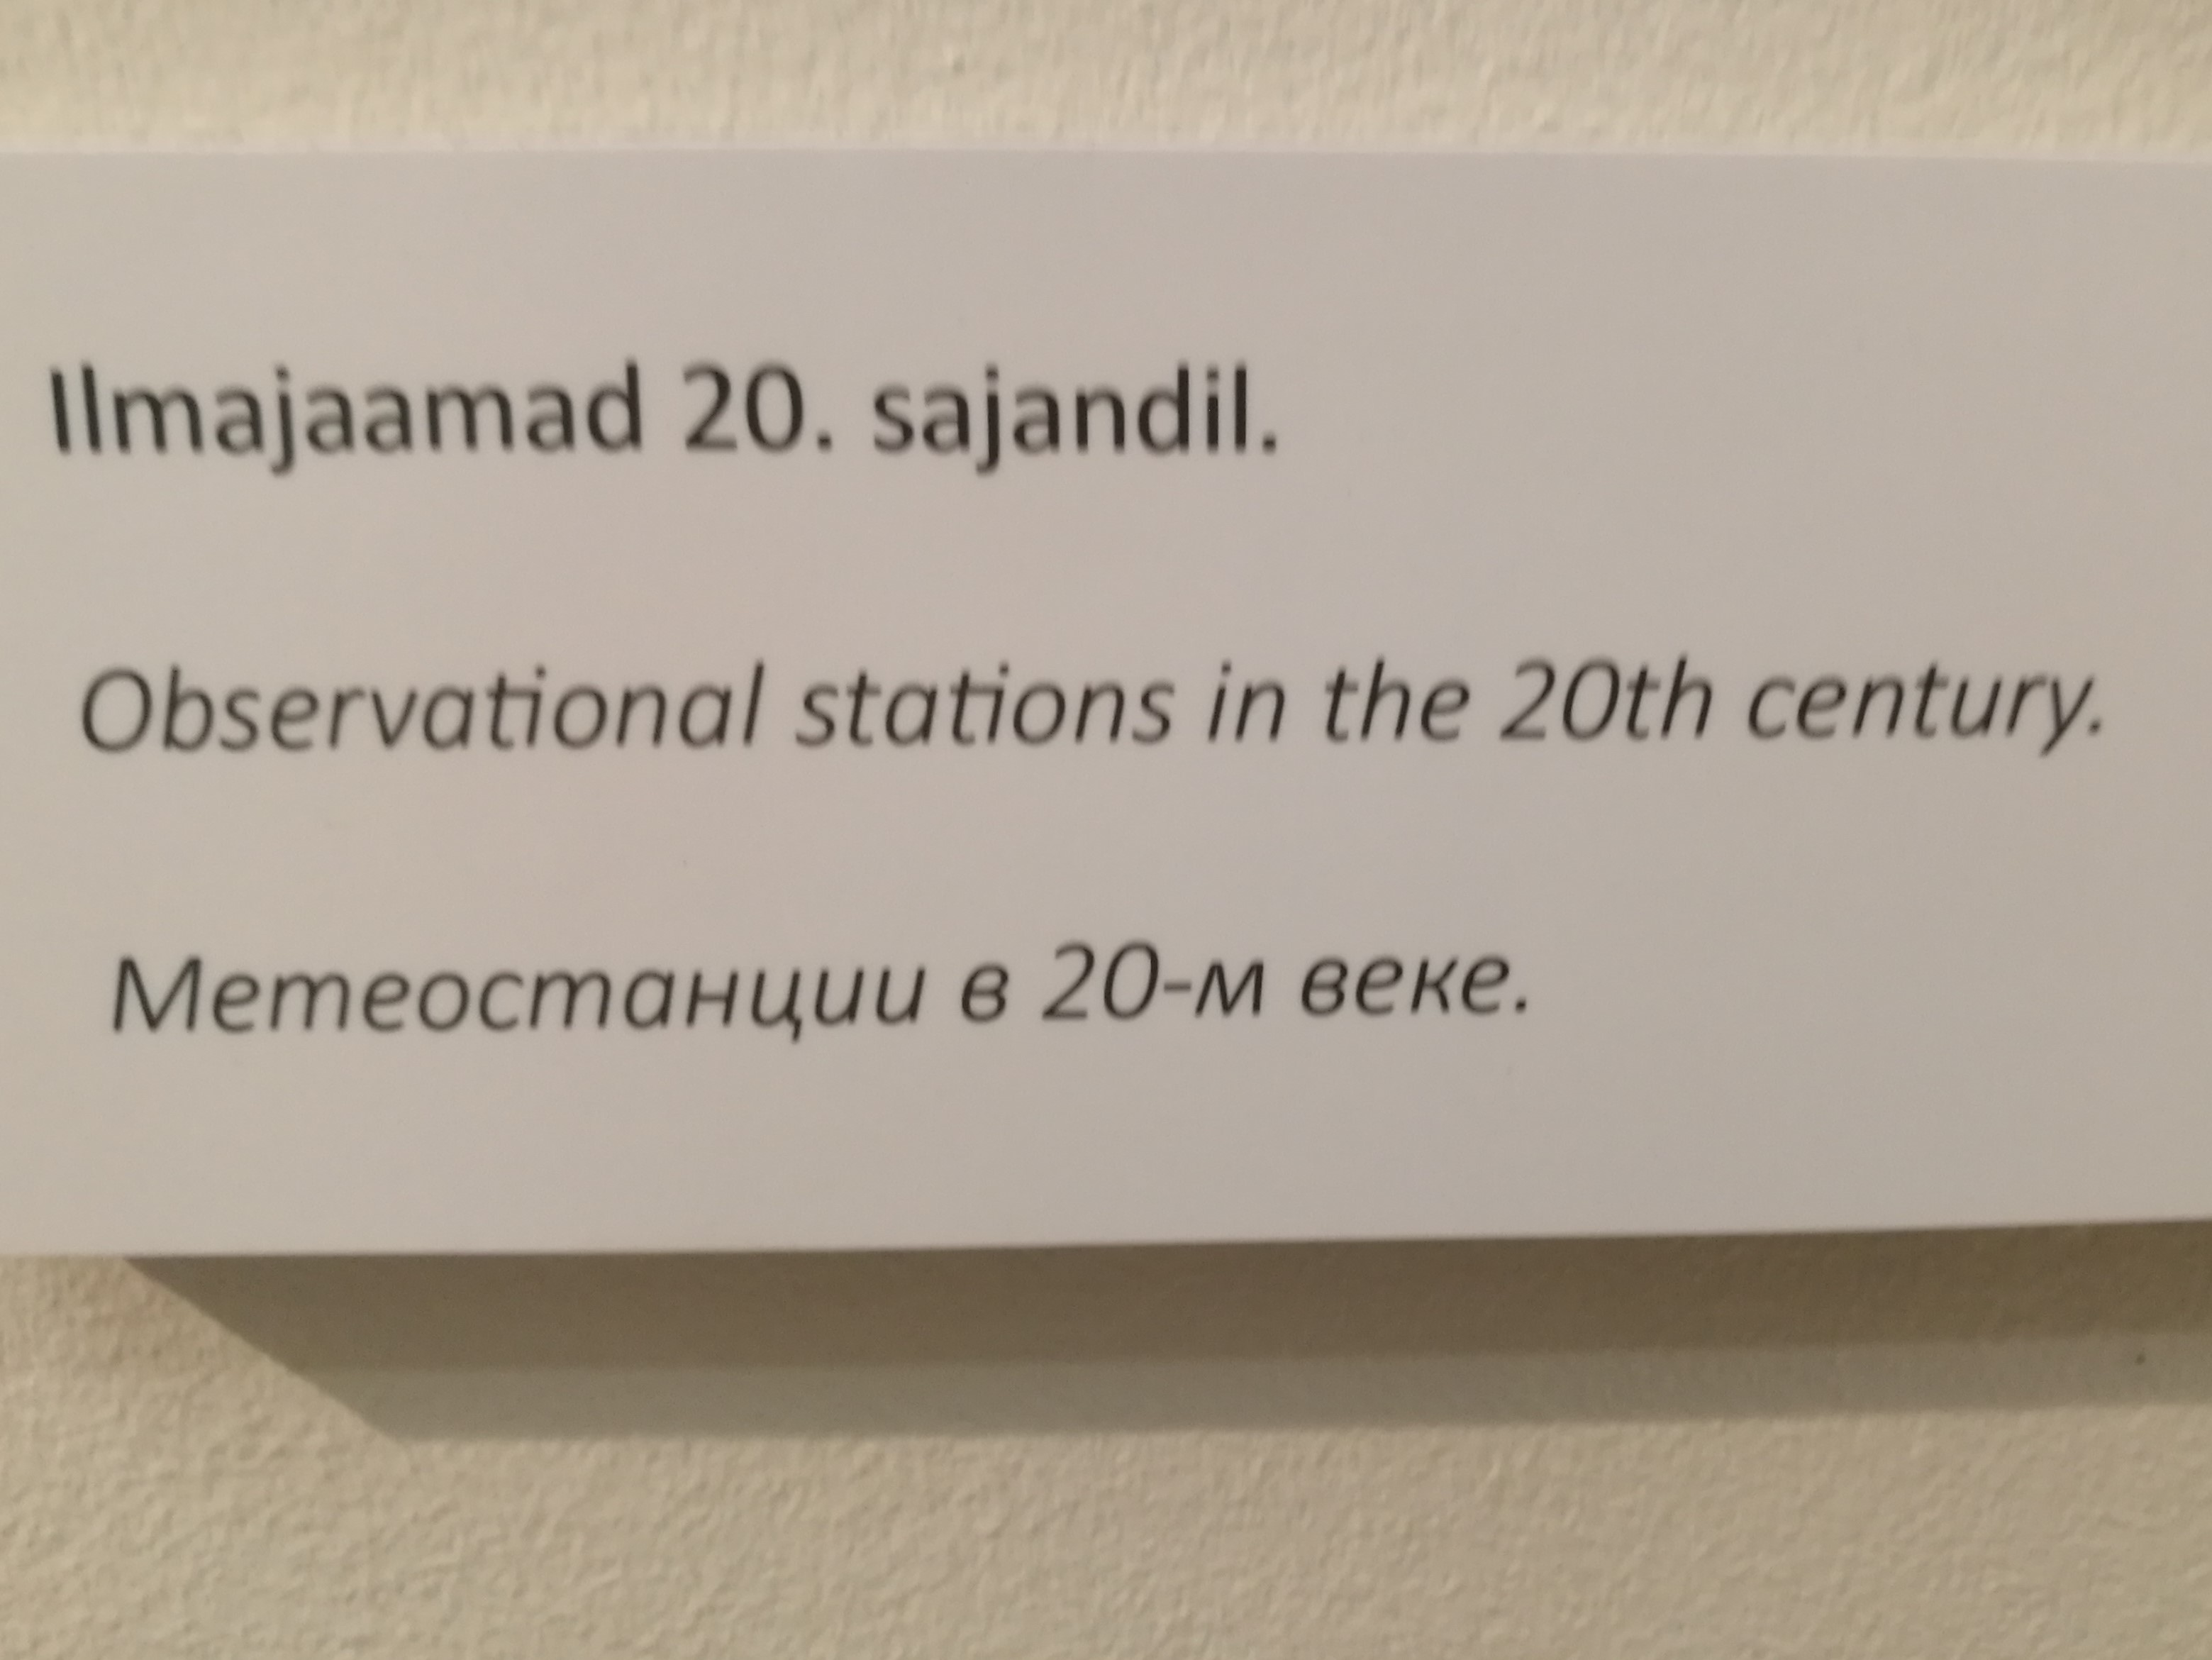 Ilmajaamad 20. sajandil.
Observational stations in the 20th century.
Метеостанции в 20-м веке.